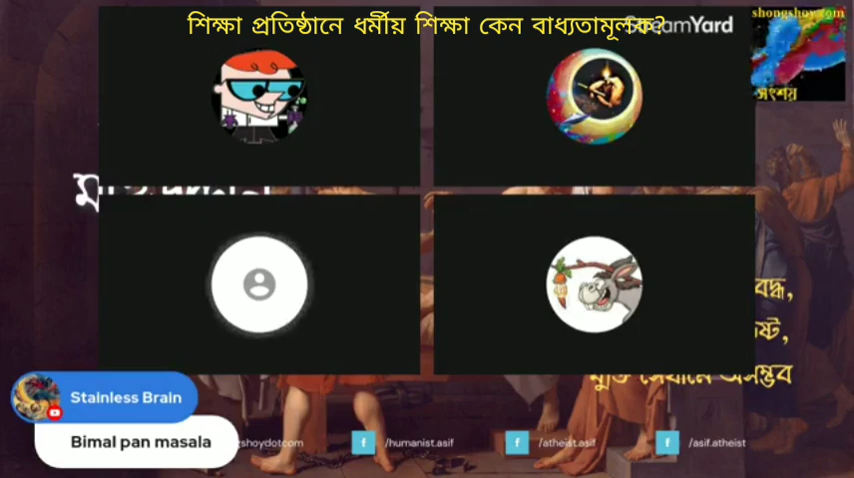 শিক্ষা প্রতিষ্ঠানে ধর্মীয় শিক্ষা কেন বাধ্যতামূলক?
StreamYard
shongshoy.com
সংশয়
Stainless Brain
Bimal pan masala
/humanist.asif
/atheist.asif
/asif.atheist